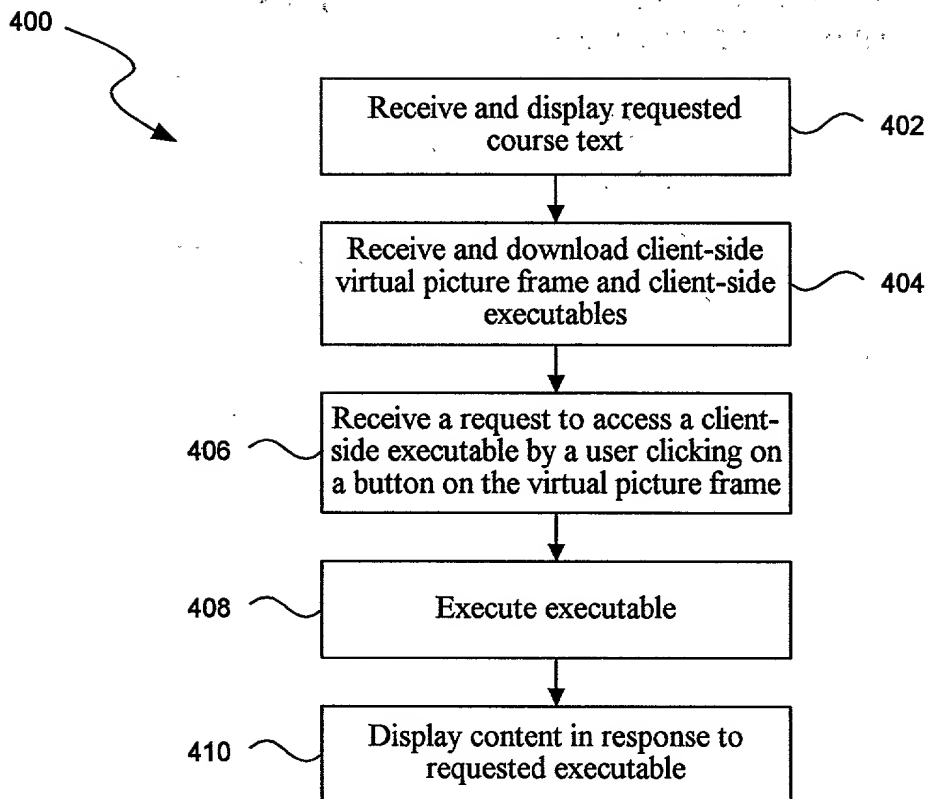 400
Receive and display requested
course text
402
Receive and download client-side
virtual picture frame and client-side
executables
404
Receive a request to access a client-
side executable by a user clicking on
a button on the virtual picture frame
406
Execute executable
408
Display content in response to
requested executable
410